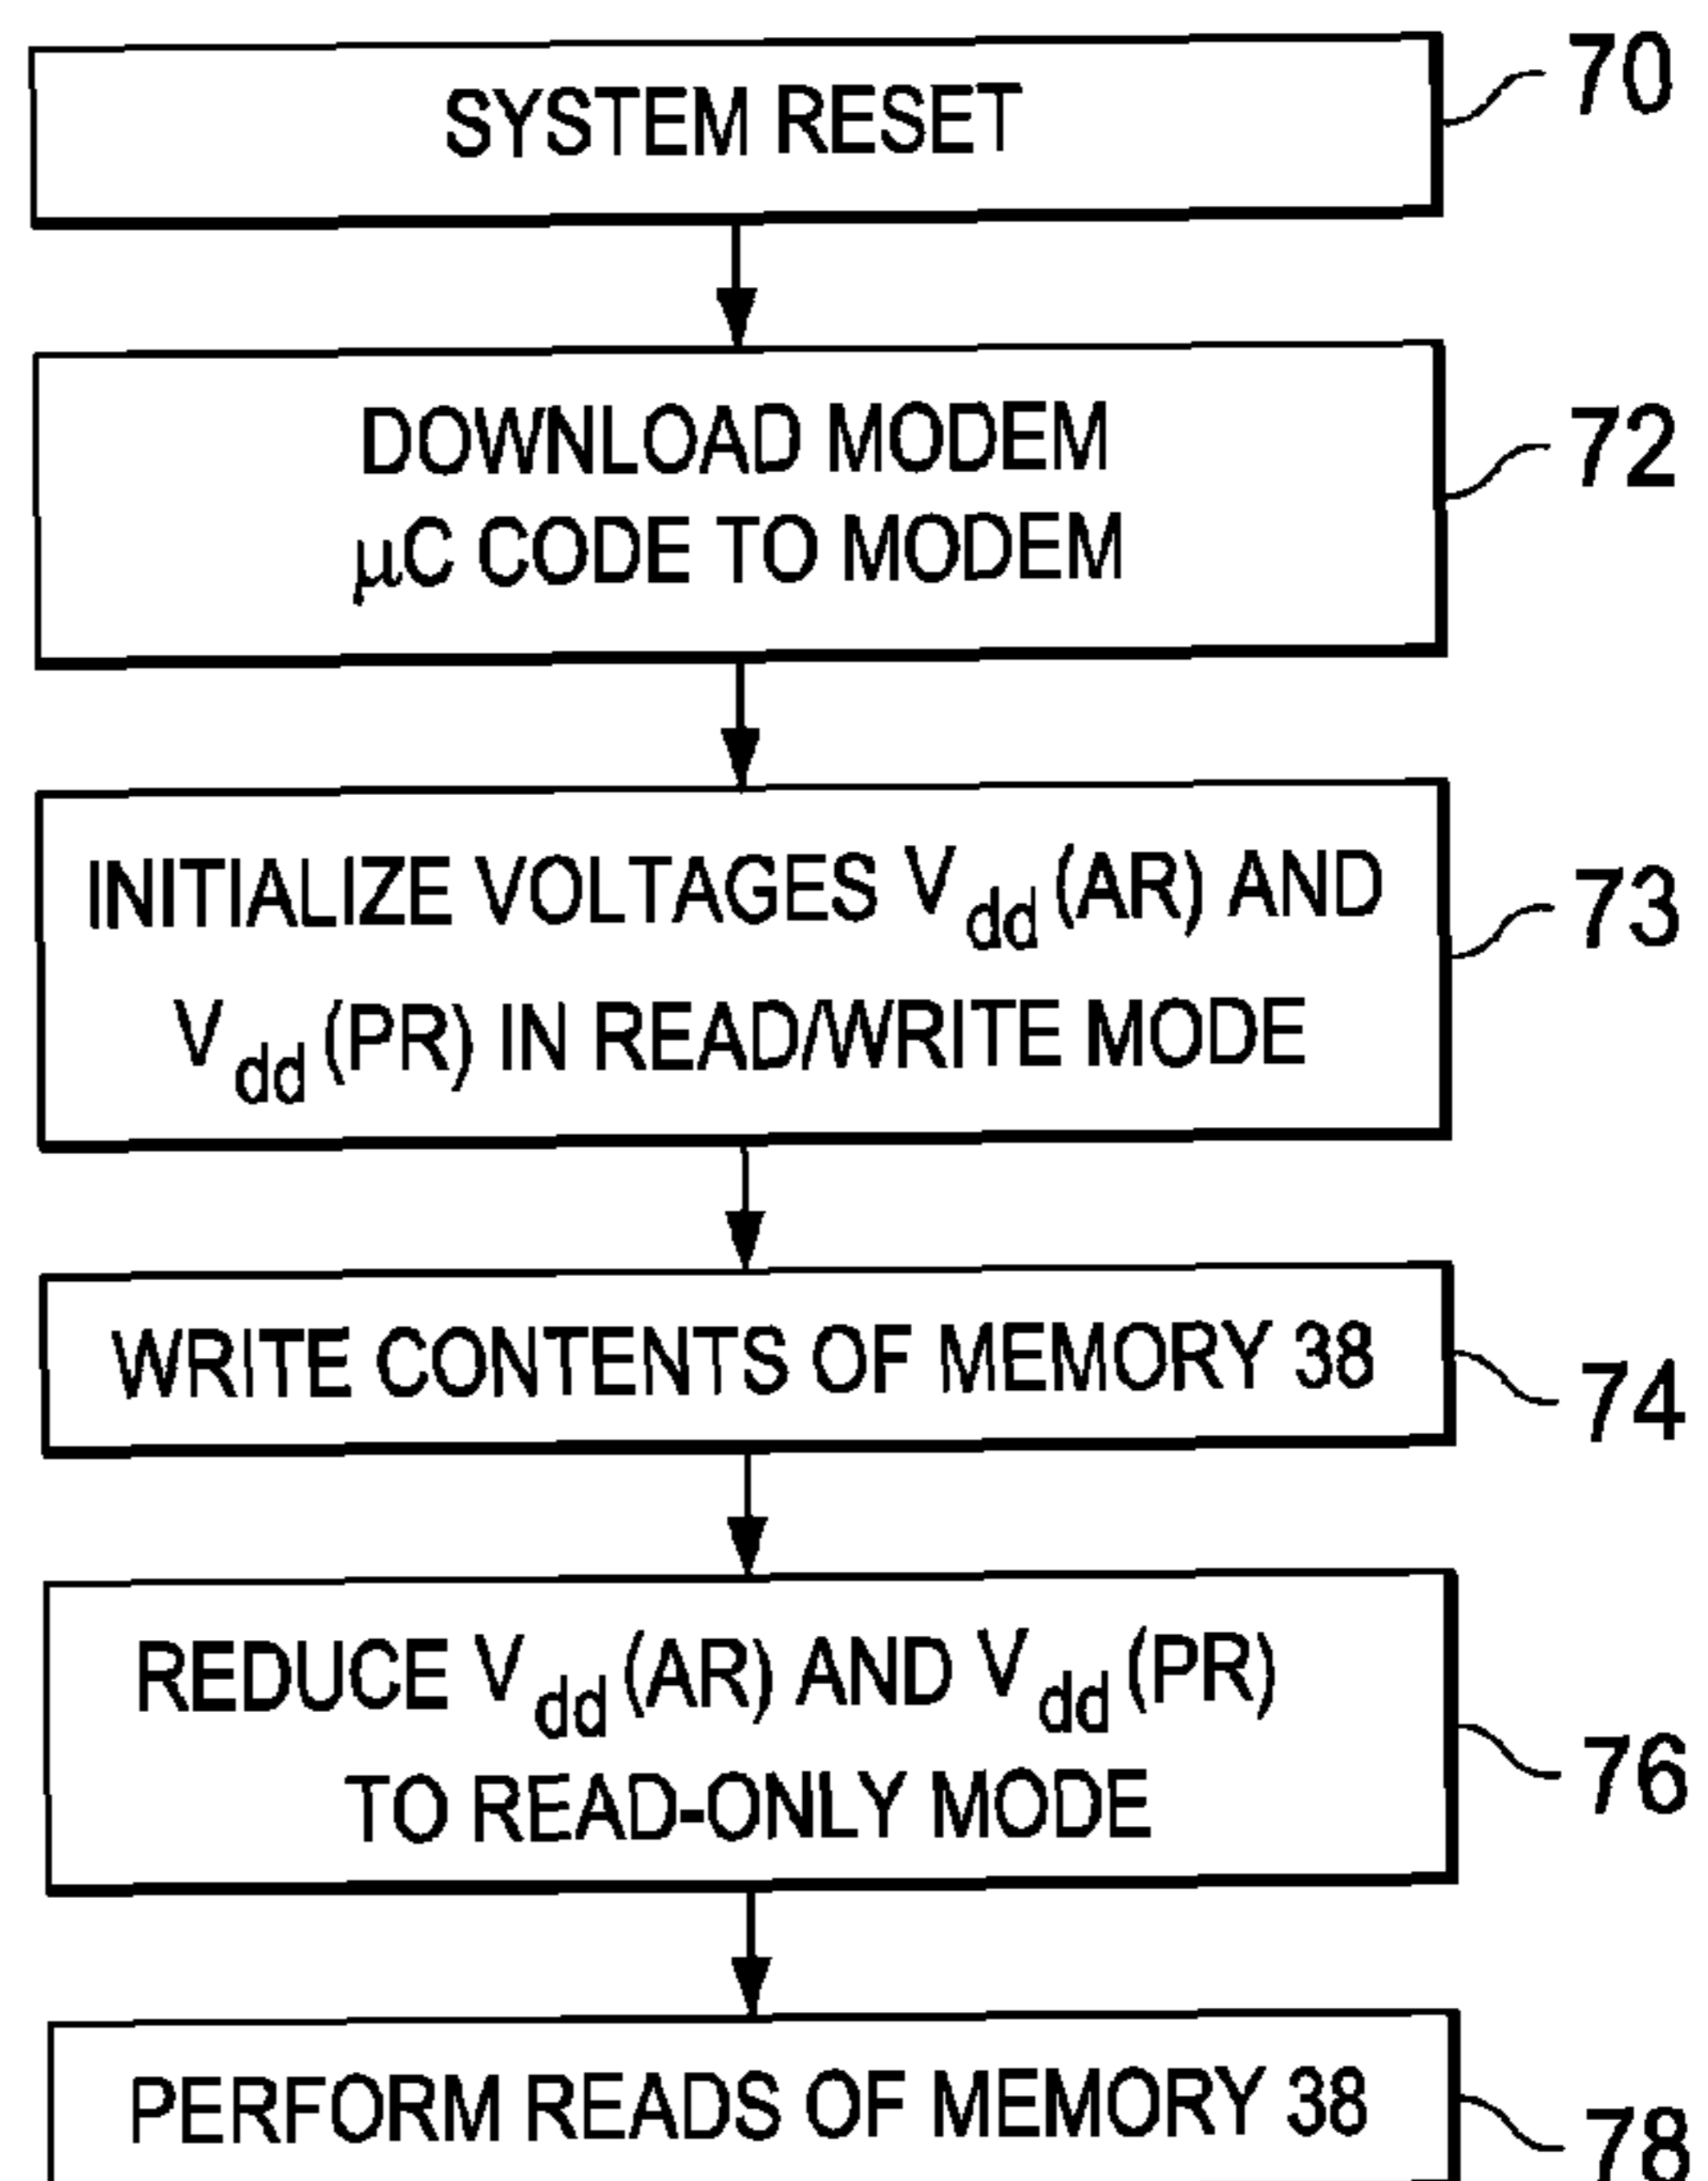 SYSTEM RESET
70
DOWNLOAD MODEM
μC CODE TO MODEM
72
INITIALIZE VOLTAGES Vdd (AR) AND
Vdd (PR) IN READ/WRITE MODE
73
WRITE CONTENTS OF MEMORY 38
74
REDUCE Vdd (AR) AND Vdd (PR)
TO READ-ONLY MODE
76
PERFORM READS OF MEMORY 38
78